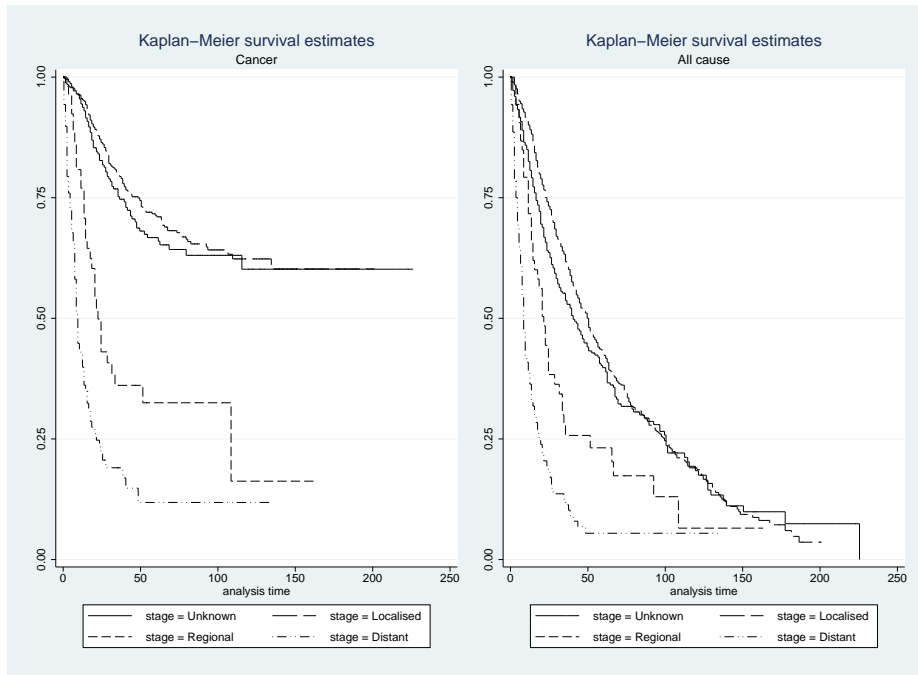 Kaplan−Meier survival estimates
Cancer
1.00
0.75
0.50
0.25
0.00
0 50 100 150 200 250
analysis time
stage = Unknown stage = Localised
stage = Regional stage = Distant
Kaplan−Meier survival estimates
All cause
1.00
0.75
0.50
0.25
0.00
0 50 100 150 200 250
analysis time
stage = Unknown stage = Localised
stage = Regional stage = Distant